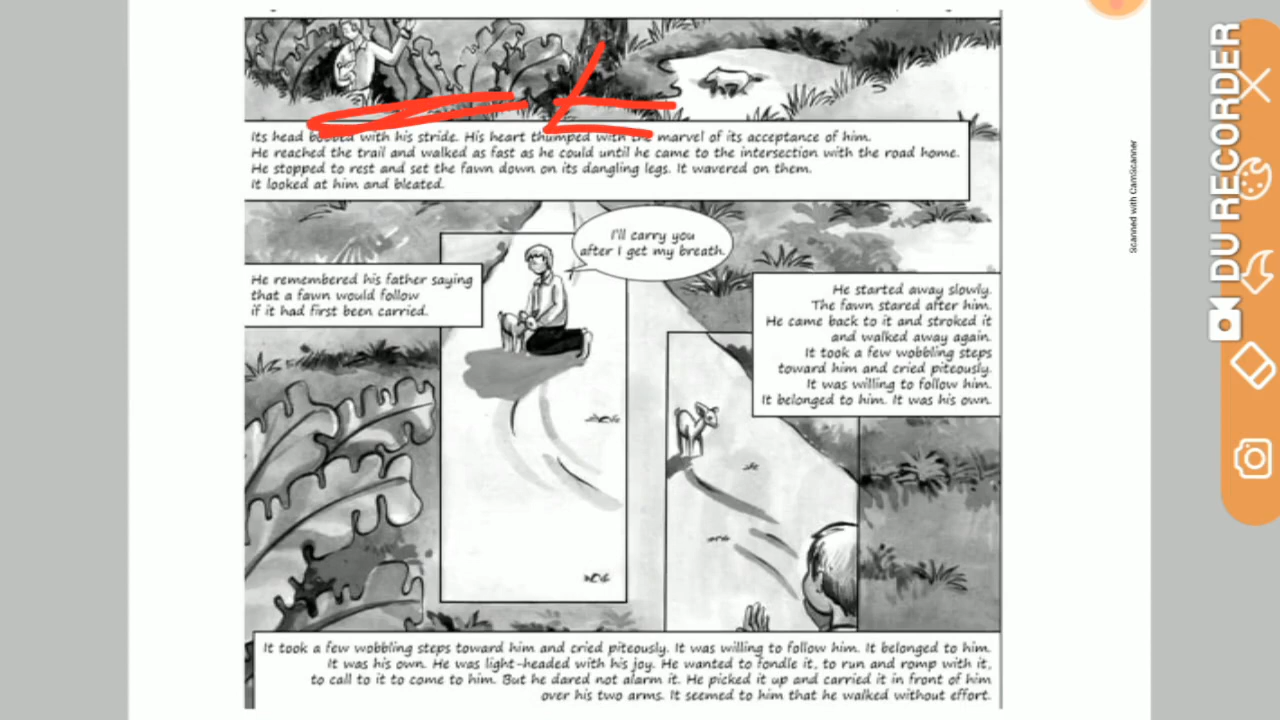 Its head bobbed with his stride. His heart thumped with the marvel of its acceptance of him.
He reached the trail and walked as fast as he could until he came to the intersection with the road home.
He stopped to rest and set the fawn down on its dangling legs. It wavered on them.
It looked at him and bleated.
I'll carry you
after I get my breath.
He remembered his father saying
that a fawn would follow
if it had first been carried.
He started away slowly.
The fawn stared after him.
He came back to it and stroked it
and walked away again.
It took a few wobbling steps
toward him and cried piteously.
It was willing to follow him.
It belonged to him. It was his own.
It took a few wobbling steps toward him and cried piteously. It was willing to follow him. It belonged to him.
It was his own. He was light-headed with his joy. He wanted to fondle it, to run and romp with it,
to call to it to come to him. But he dared not alarm it. He picked it up and carried it in front of him
over his two arms. It seemed to him that he walked without effort.
Scanned with CamScanner
DU RECORDER